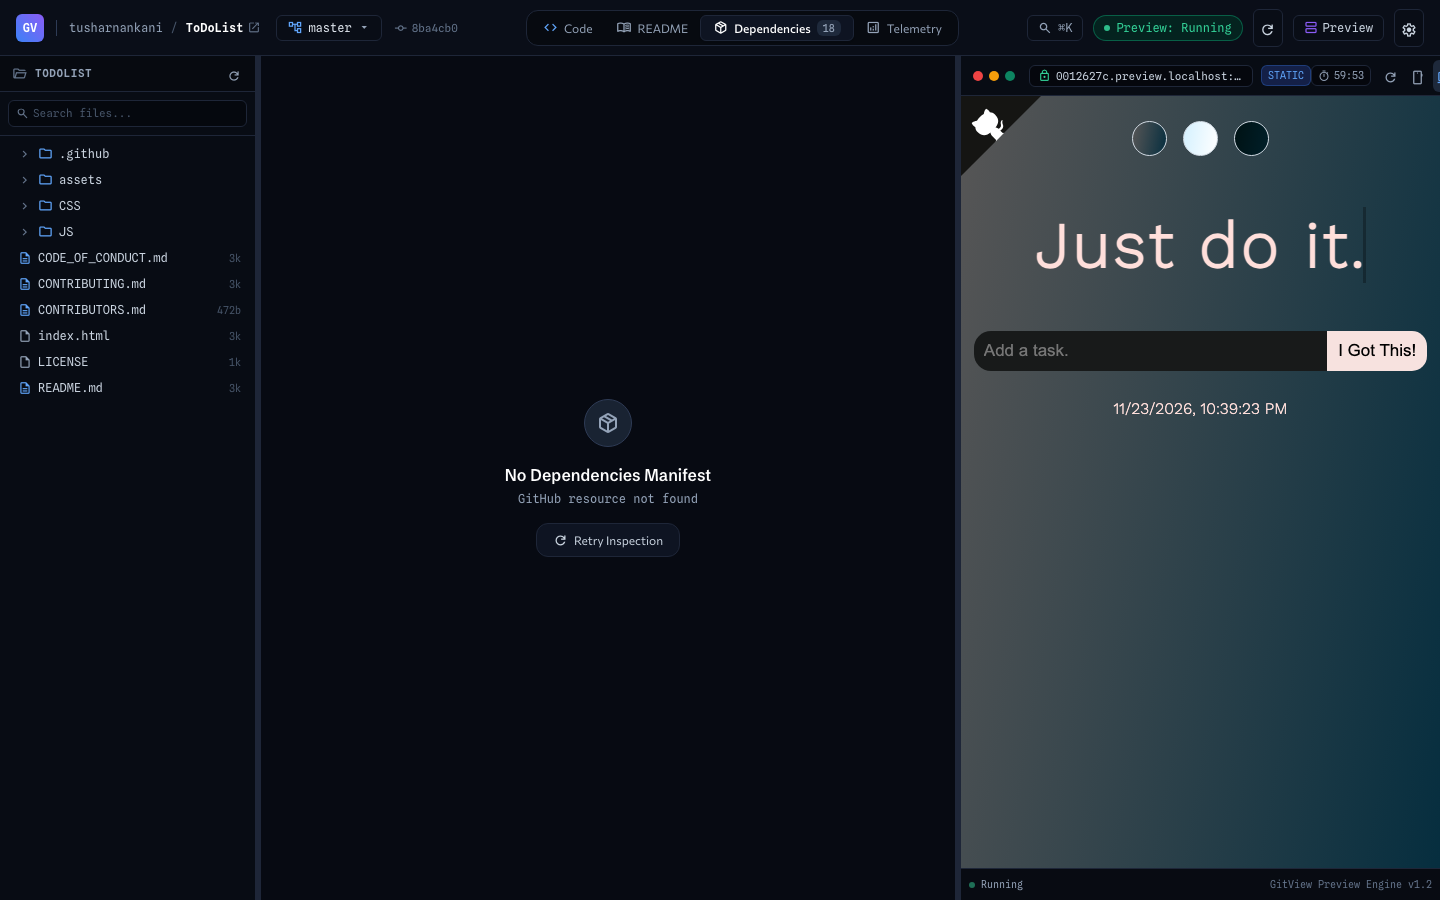 GV tusharnankani / ToDoList master 8ba4cb0 Code README Dependencies 18 Telemetry ⌘K Preview: Running Preview
TODOLIST
Search files...
.github
assets
CSS
JS
CODE_OF_CONDUCT.md 3k
CONTRIBUTING.md 3k
CONTRIBUTORS.md 472b
index.html 3k
LICENSE 1k
README.md 3k
No Dependencies Manifest
GitHub resource not found
Retry Inspection
0012627c.preview.localhost:… STATIC 59:53
Just do it.
Add a task. I Got This!
11/23/2026, 10:39:23 PM
Running GitView Preview Engine v1.2